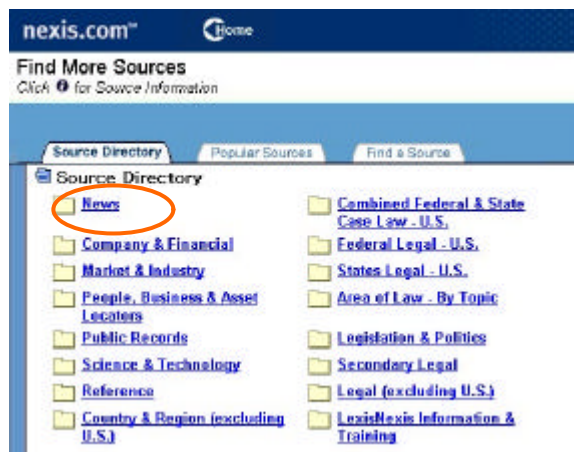 nexis.com™ Home
Find More Sources
Click i for Source Information
Source Directory Popular Sources Find a Source
Source Directory
News
Company & Financial
Market & Industry
People, Business & Asset
Locators
Public Records
Science & Technology
Reference
Country & Region (excluding
U.S.)
Combined Federal & State
Case Law - U.S.
Federal Legal - U.S.
States Legal - U.S.
Area of Law - By Topic
Legislation & Politics
Secondary Legal
Legal (excluding U.S.)
LexisNexis Information &
Training